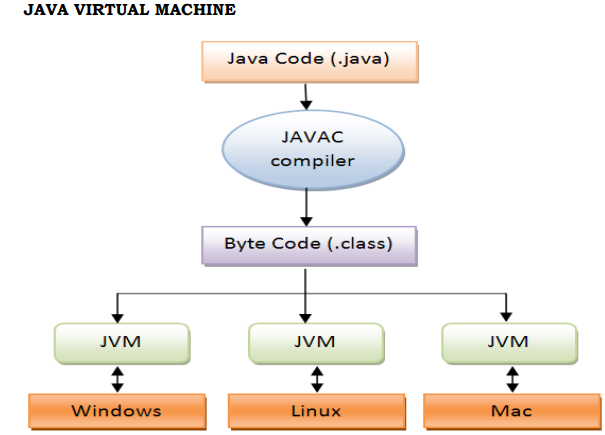 JAVA VIRTUAL MACHINE
Java Code (.java)
JAVAC
compiler
Byte Code (.class)
JVM
JVM
JVM
Windows
Linux
Mac